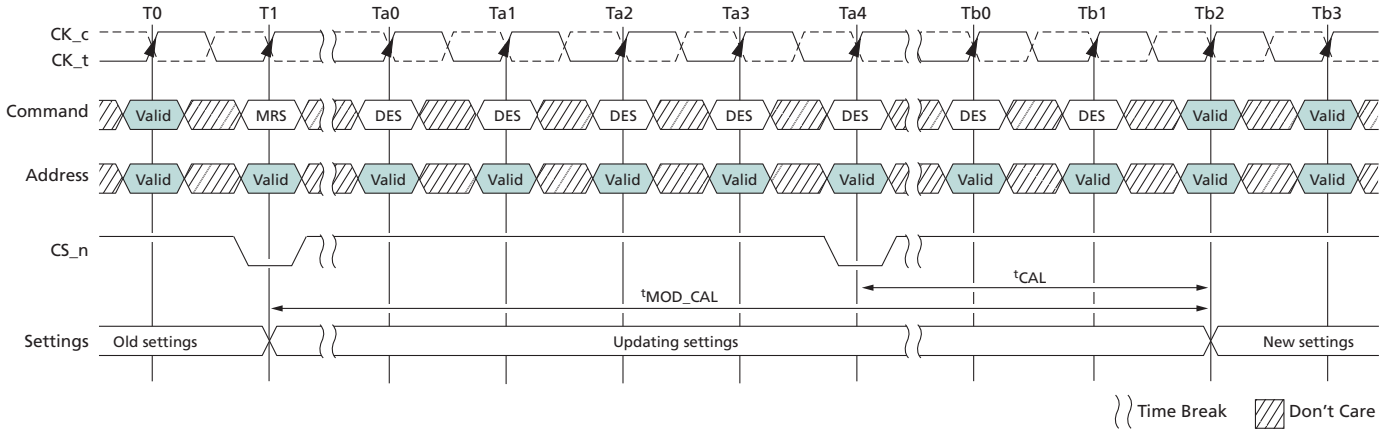 T0 T1 Ta0 Ta1 Ta2 Ta3 Ta4 Tb0 Tb1 Tb2 Tb3
CK_c
CK_t
Command Valid MRS DES DES DES DES DES DES DES Valid Valid
Address Valid Valid Valid Valid Valid Valid Valid Valid Valid Valid Valid
CS_n
tCAL
tMOD_CAL
Settings Old settings Updating settings New settings
Time Break Don't Care